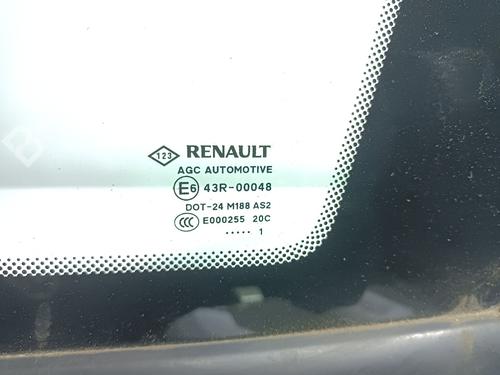 123 RENAULT
AGC AUTOMOTIVE
E6 43R-00048
DOT-24 M188 AS2
CCC E000255 20C
..... 1